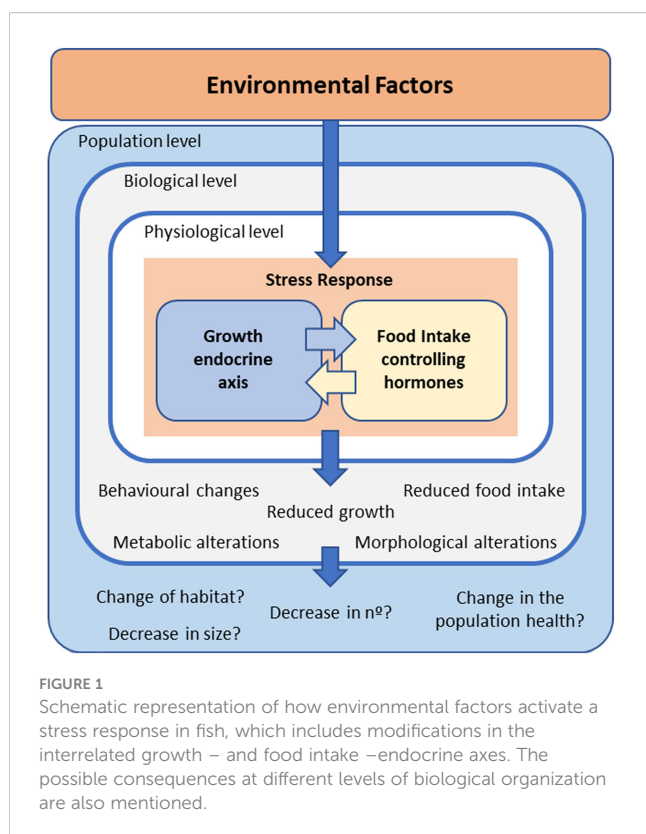 Environmental Factors
Population level
Biological level
Physiological level
Stress Response
Growth
endocrine
axis
Food Intake
controlling
hormones
Behavioural changes
Reduced food intake
Reduced growth
Metabolic alterations
Morphological alterations
Change of habitat?
Decrease in nº?
Change in the
population health?
Decrease in size?
FIGURE 1
Schematic representation of how environmental factors activate a
stress response in fish, which includes modifications in the
interrelated growth – and food intake –endocrine axes. The
possible consequences at different levels of biological organization
are also mentioned.